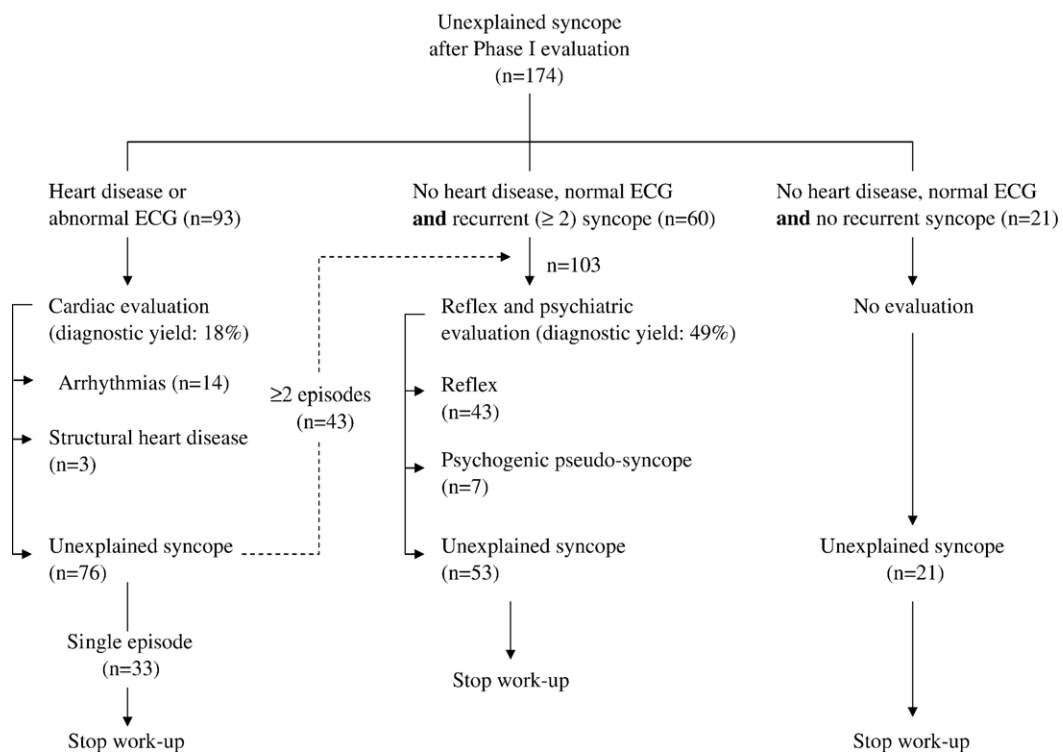 Unexplained syncope
after Phase I evaluation
(n=174)
Heart disease or
abnormal ECG (n=93)
No heart disease, normal ECG
and recurrent (≥ 2) syncope (n=60)
No heart disease, normal ECG
and no recurrent syncope (n=21)
n=103
Cardiac evaluation
(diagnostic yield: 18%)
Arrhythmias (n=14)
Structural heart disease
(n=3)
Unexplained syncope
(n=76)
Single episode
(n=33)
Stop work-up
≥2 episodes
(n=43)
Reflex and psychiatric
evaluation (diagnostic yield: 49%)
Reflex
(n=43)
Psychogenic pseudo-syncope
(n=7)
Unexplained syncope
(n=53)
Stop work-up
No evaluation
Unexplained syncope
(n=21)
Stop work-up